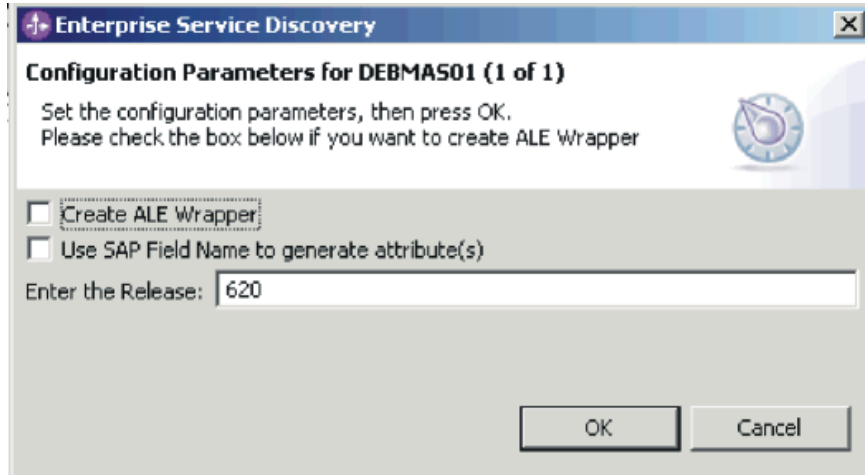 Enterprise Service Discovery
Configuration Parameters for DEBMAS01 (1 of 1)
Set the configuration parameters, then press OK.
Please check the box below if you want to create ALE Wrapper
Create ALE Wrapper
Use SAP Field Name to generate attribute(s)
Enter the Release: 620
OK Cancel